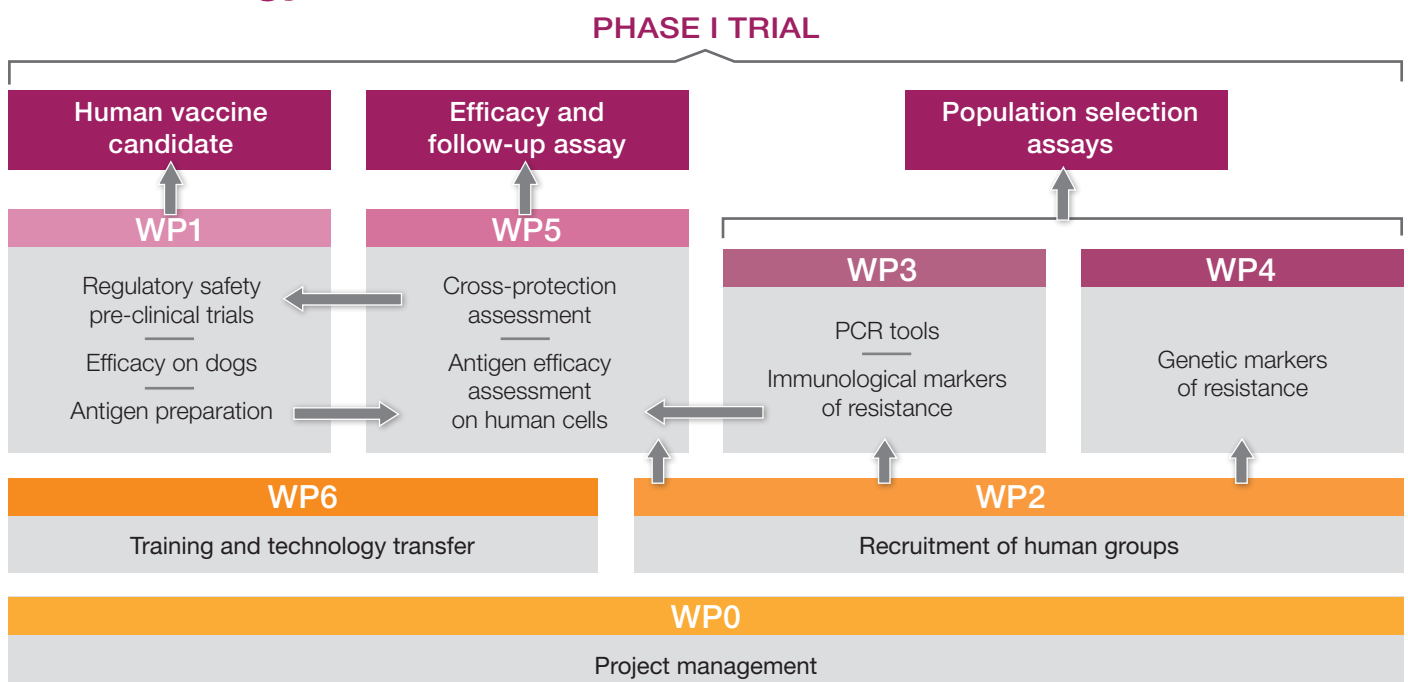 PHASE I TRIAL
Human vaccine
candidate
Efficacy and
follow-up assay
Population selection
assays
WP1
Regulatory safety
pre-clinical trials
Efficacy on dogs
Antigen preparation
WP5
Cross-protection
assessment
Antigen efficacy
assessment
on human cells
WP3
PCR tools
Immunological markers
of resistance
WP4
Genetic markers
of resistance
WP6
Training and technology transfer
WP2
Recruitment of human groups
WP0
Project management